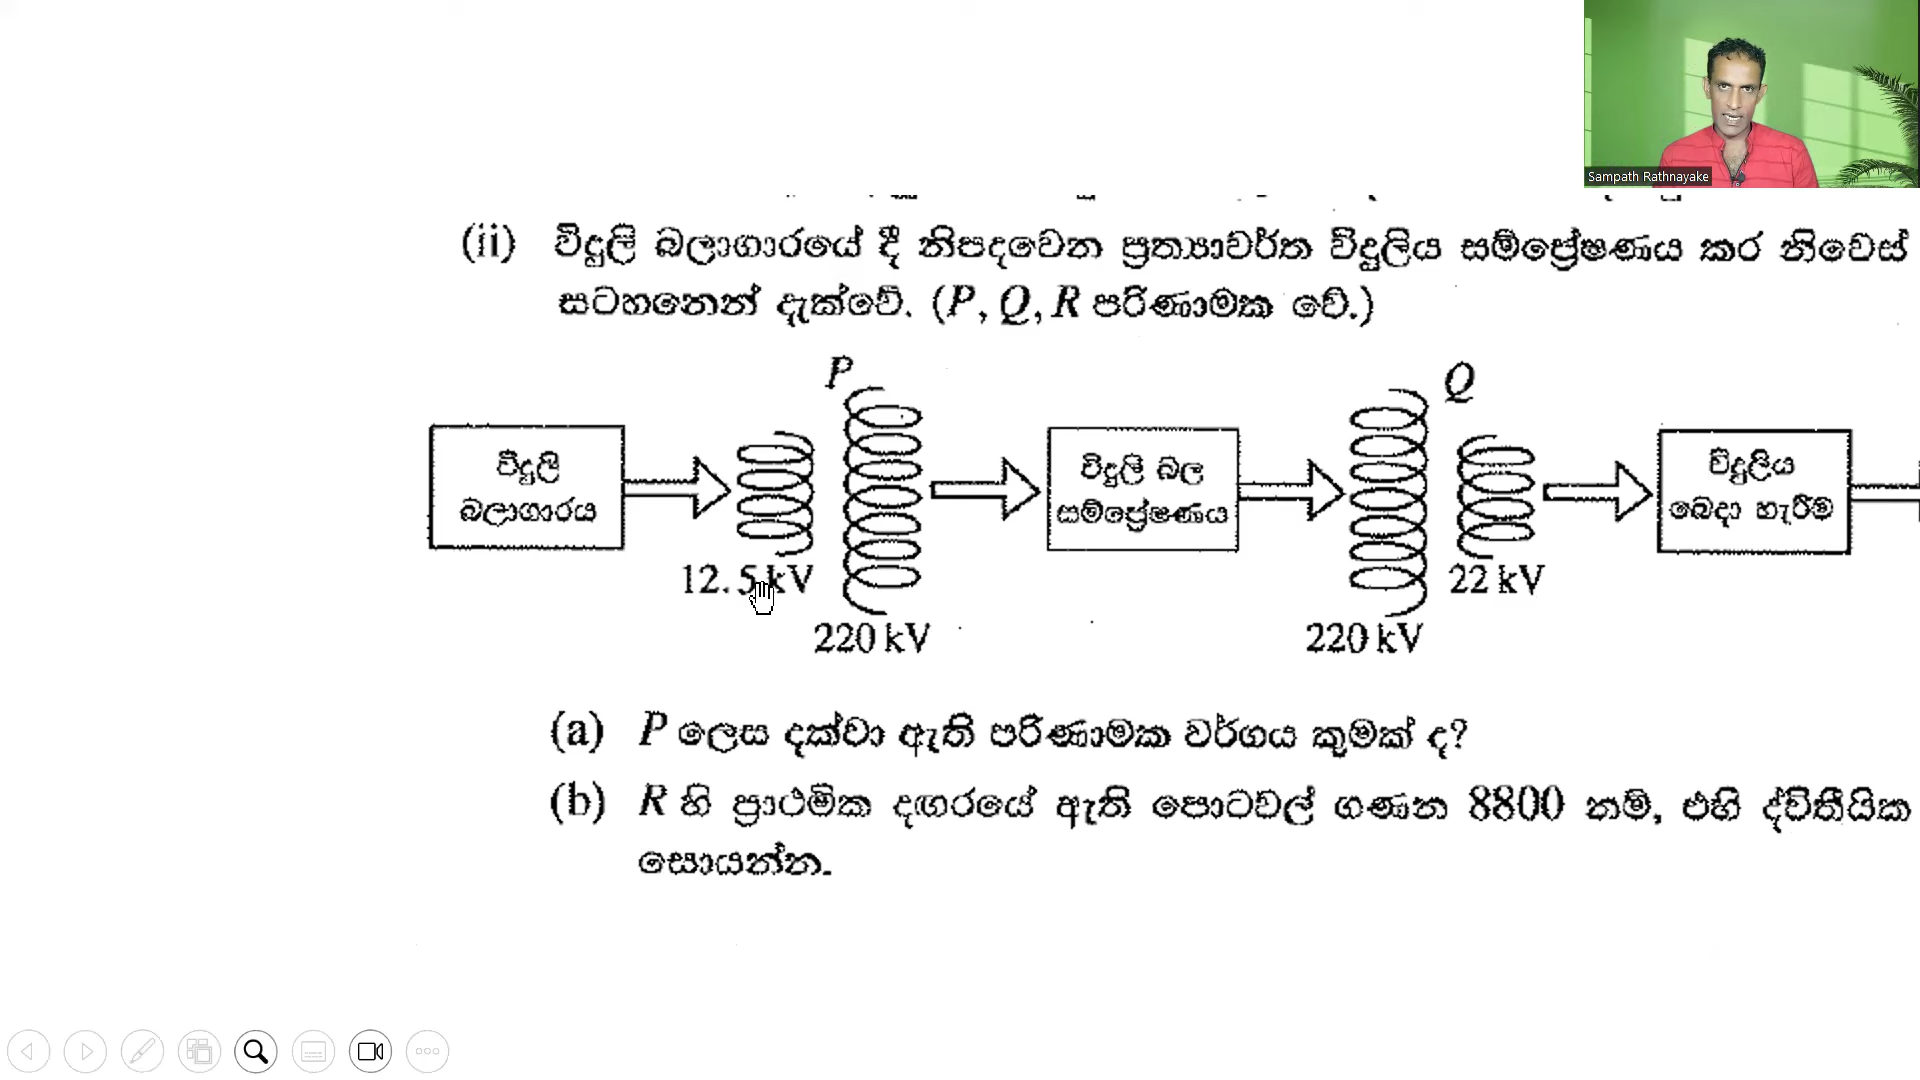 Sampath Rathnayake
(ii) විදුලි බලාගාරයේ දී නිපදවෙන ප්‍රත්‍යාවර්ත විදුලිය සම්ප්‍රේෂණය කර නිවෙස්
සටහනෙන් දැක්වේ. (P, Q, R පරිණාමක වේ.)
P
Q
විදුලි
බලාගාරය
විදුලි බල
සම්ප්‍රේෂණය
විදුලිය
බෙදා හැරීම
12.5 kV
22 kV
220 kV
220 kV
(a) P ලෙස දක්වා ඇති පරිණාමක වර්ගය කුමක් ද?
(b) R හි ප්‍රාථමික දඟරයේ ඇති පොටවල් ගණන 8800 නම්, එහි ද්විතීයික
සොයන්න.